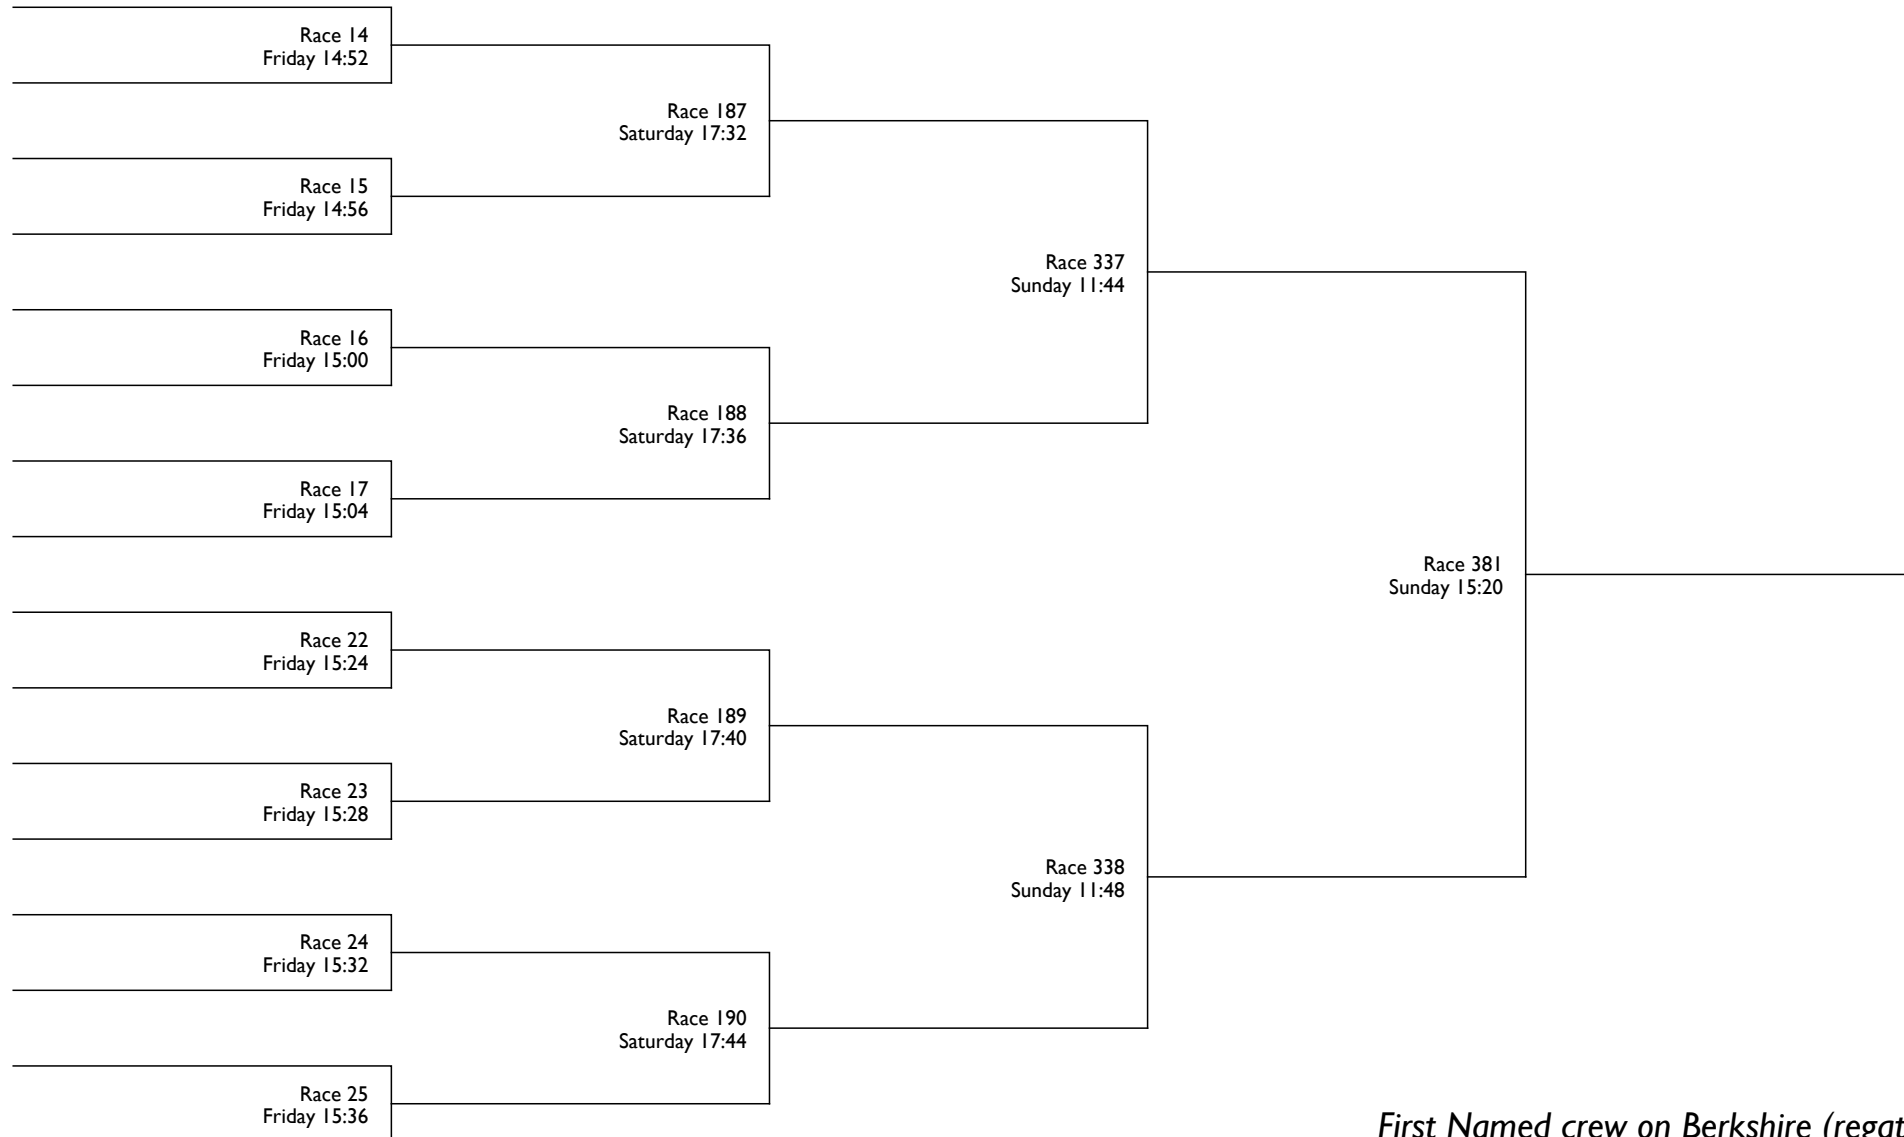 Race 14
Friday 14:52
Race 187
Saturday 17:32
Race 15
Friday 14:56
Race 337
Sunday 11:44
Race 16
Friday 15:00
Race 188
Saturday 17:36
Race 17
Friday 15:04
Race 381
Sunday 15:20
Race 22
Friday 15:24
Race 189
Saturday 17:40
Race 23
Friday 15:28
Race 338
Sunday 11:48
Race 24
Friday 15:32
Race 190
Saturday 17:44
Race 25
Friday 15:36
First Named crew on Berkshire (regat